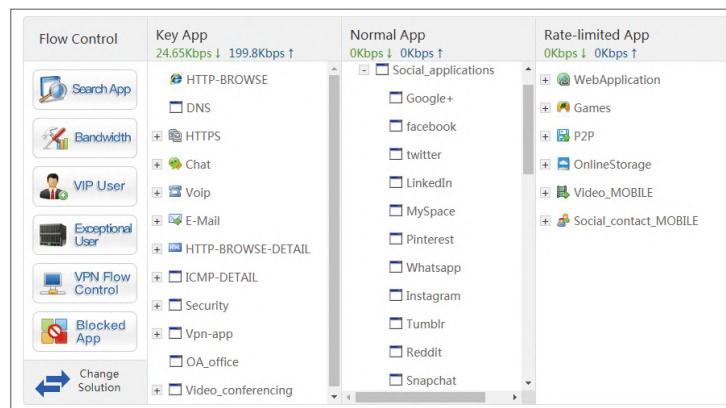 Flow Control
Search App
Bandwidth
VIP User
Exceptional
User
VPN Flow
Control
Blocked
App
Change
Solution
Key App
24.65Kbps ↓ 199.8Kbps ↑
HTTP-BROWSE
DNS
HTTPS
Chat
Voip
E-Mail
HTTP-BROWSE-DETAIL
ICMP-DETAIL
Security
Vpn-app
OA_office
Video_conferencing
Normal App
0Kbps ↓ 0Kbps ↑
Social_applications
Google+
facebook
twitter
LinkedIn
MySpace
Pinterest
Whatsapp
Instagram
Tumblr
Reddit
Snapchat
Rate-limited App
0Kbps ↓ 0Kbps ↑
WebApplication
Games
P2P
OnlineStorage
Video_MOBILE
Social_contact_MOBILE